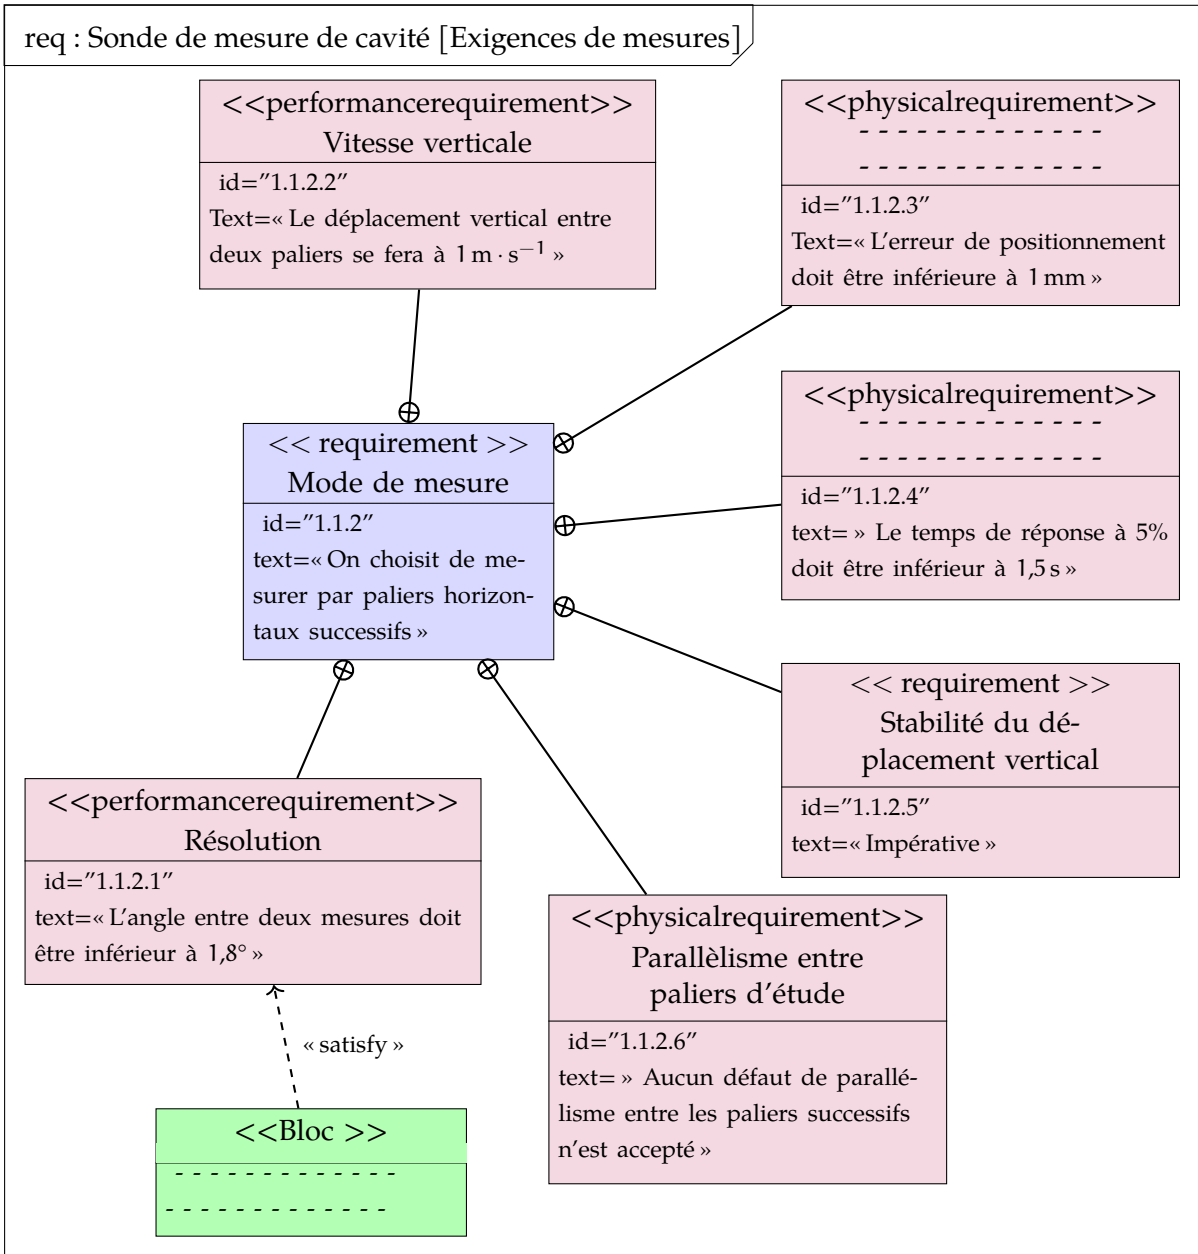 req : Sonde de mesure de cavité [Exigences de mesures]
<<performancerequirement>>
Vitesse verticale
id="1.1.2.2"
Text=« Le déplacement vertical entre
deux paliers se fera à 1 m · s⁻¹ »
<<physicalrequirement>>
- - - - - - - - - - - - -
- - - - - - - - - - - - -
id="1.1.2.3"
Text=« L'erreur de positionnement
doit être inférieure à 1 mm »
<<physicalrequirement>>
- - - - - - - - - - - - -
- - - - - - - - - - - - -
id="1.1.2.4"
text= » Le temps de réponse à 5%
doit être inférieur à 1,5 s »
<< requirement >>
Mode de mesure
id="1.1.2"
text=« On choisit de me-
surer par paliers horizon-
taux successifs »
<< requirement >>
Stabilité du dé-
placement vertical
id="1.1.2.5"
text=« Impérative »
<<performancerequirement>>
Résolution
id="1.1.2.1"
text=« L'angle entre deux mesures doit
être inférieur à 1,8° »
<<physicalrequirement>>
Parallèlisme entre
paliers d'étude
id="1.1.2.6"
text= » Aucun défaut de parallé-
lisme entre les paliers successifs
n'est accepté »
« satisfy »
<<Bloc >>
- - - - - - - - - - - - -
- - - - - - - - - - - - -